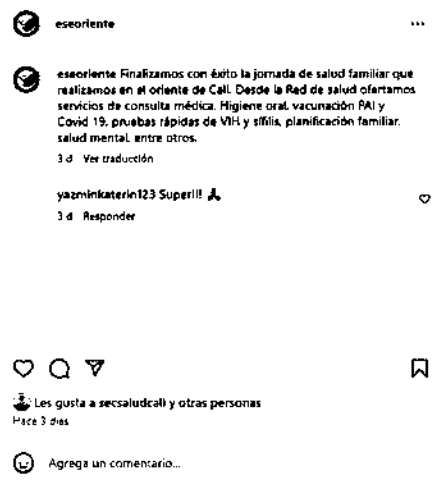 eseoriente
eseoriente Finalizamos con éxito la jornada de salud familiar que
realizamos en el oriente de Cali. Desde la Red de salud ofertamos
servicios de consulta médica, Higiene oral, vacunación PAI y
Covid 19, pruebas rápidas de VIH y sífilis, planificación familiar,
salud mental, entre otros.
3 d Ver traducción
yazminkaterin123 Super!!!
3 d Responder
Les gusta a secsaludcali y otras personas
Hace 3 días
Agrega un comentario...